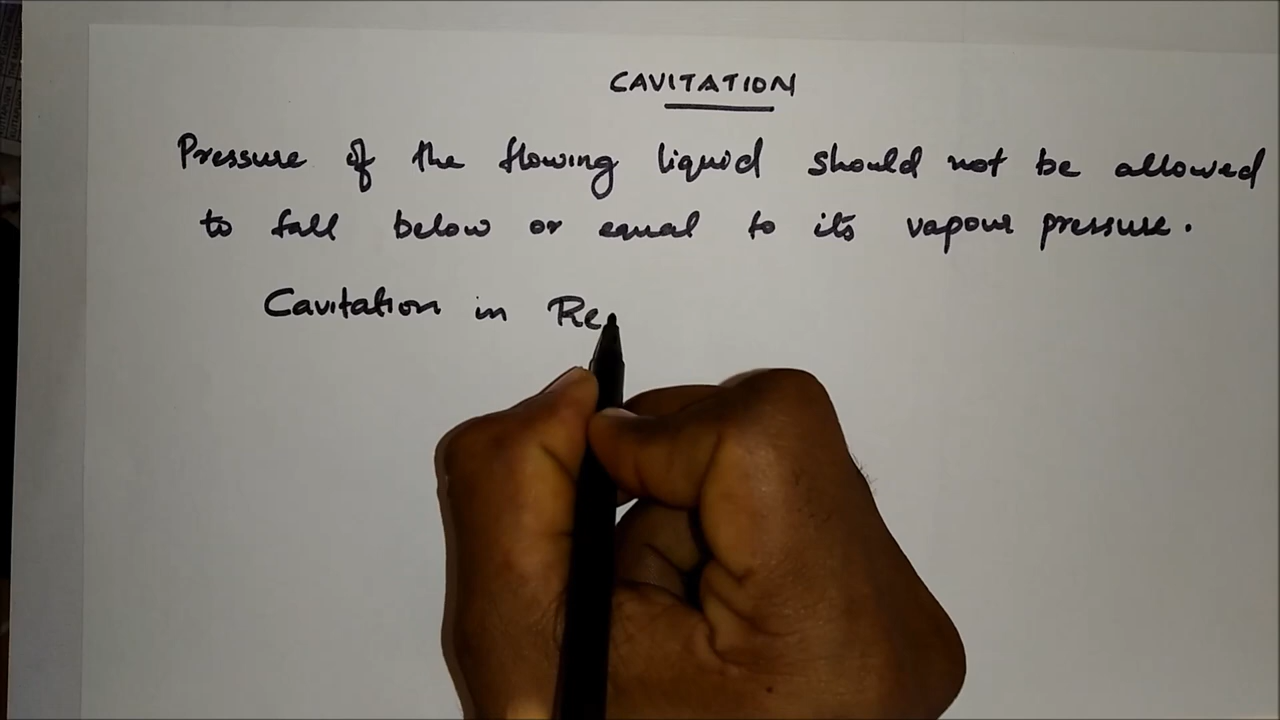 CAVITATION
Pressure of the flowing liquid should not be allowed
to fall below or equal to its vapour pressure.
Cavitation in Re